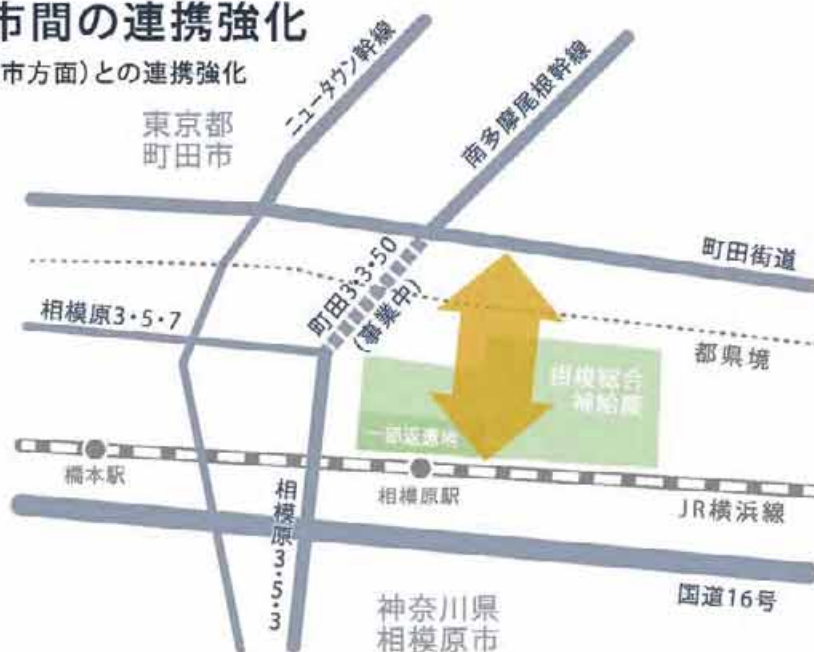 市間の連携強化
市方面)との連携強化
東京都
町田市
ニュータウン幹線
南多摩尾根幹線
町田街道
町田3・3・50
(事業中)
相模原3・5・7
都県境
相模総合
補給廠
一部返還地
橋本駅
相模原駅
JR横浜線
相模原3・5・3
国道16号
神奈川県
相模原市